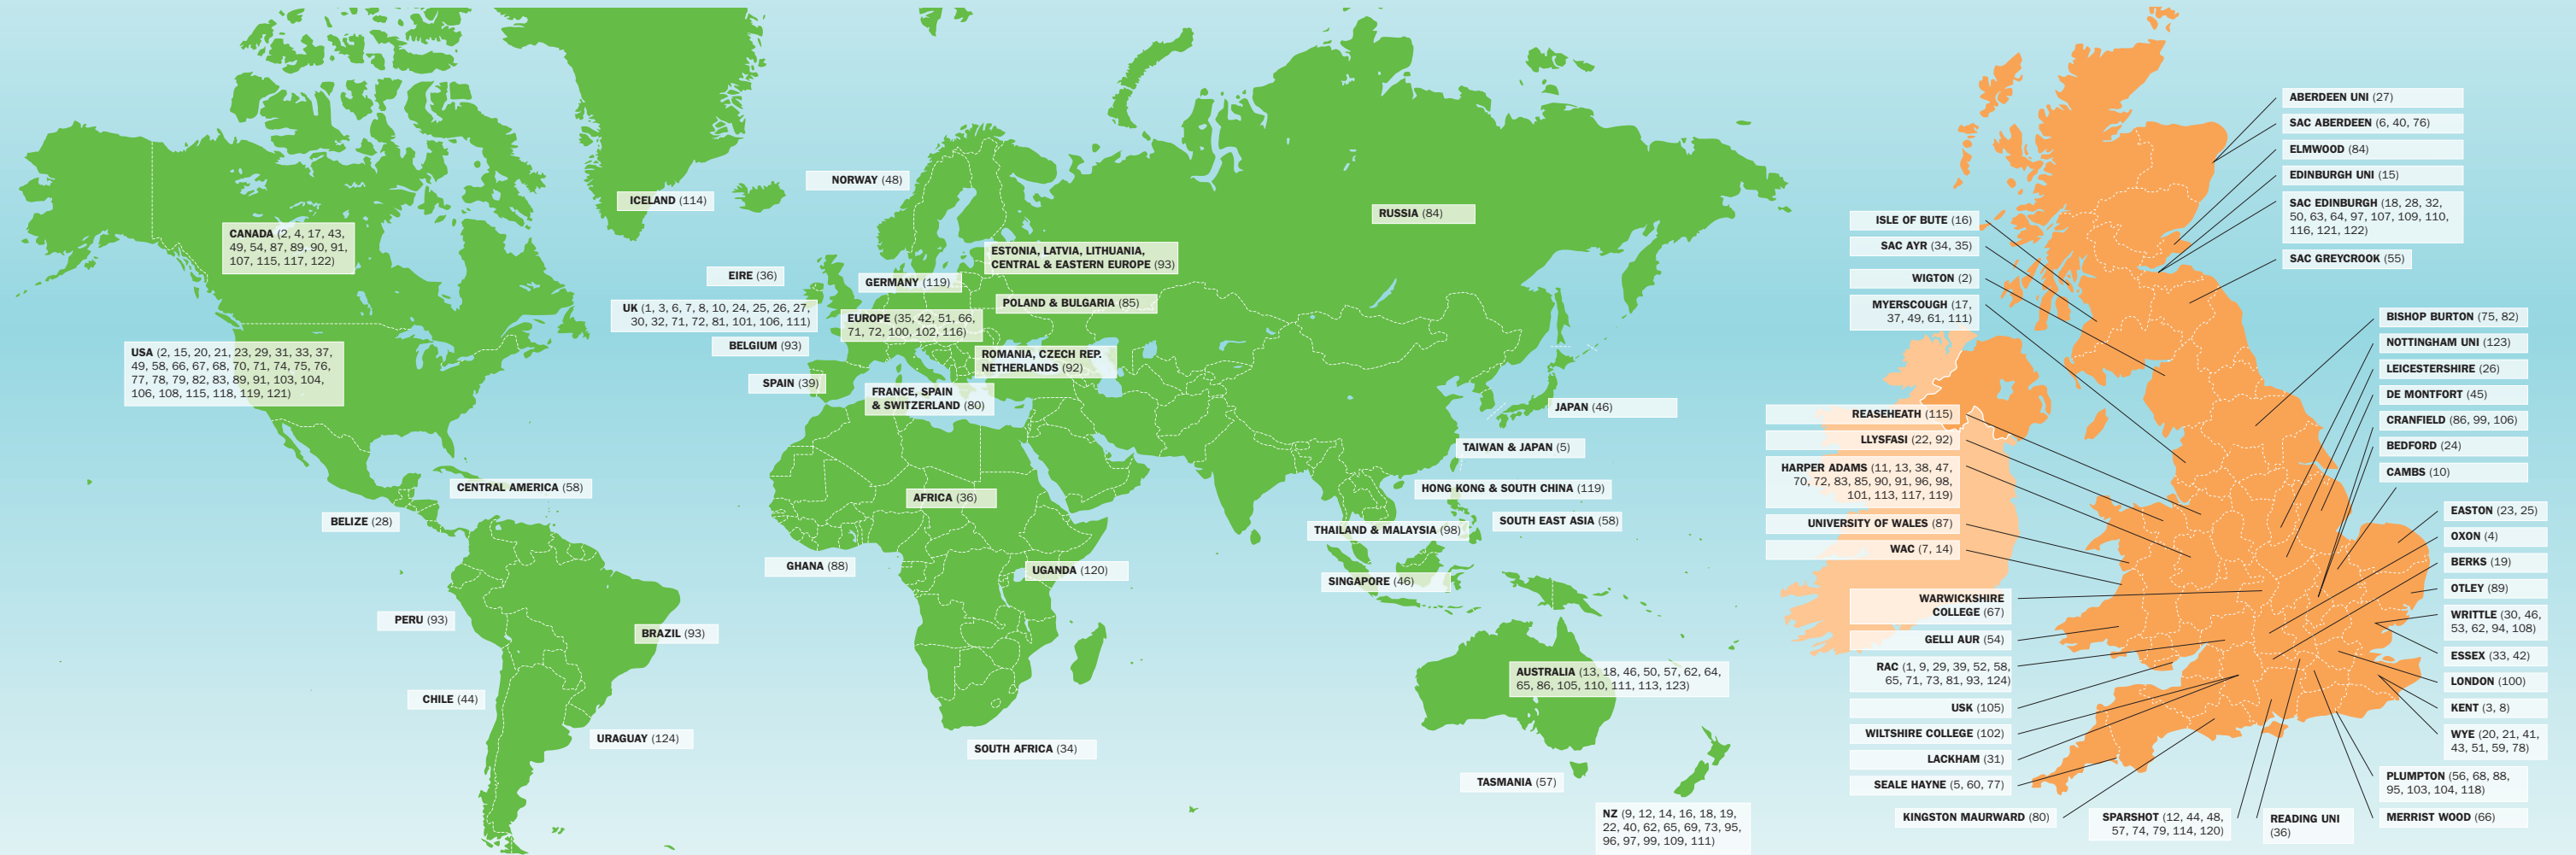 ICELAND (114)
NORWAY (48)
RUSSIA (84)
CANADA (2, 4, 17, 43,
49, 54, 87, 89, 90, 91,
107, 115, 117, 122)
ESTONIA, LATVIA, LITHUANIA,
CENTRAL & EASTERN EUROPE (93)
EIRE (36)
GERMANY (119)
POLAND & BULGARIA (85)
UK (1, 3, 6, 7, 8, 10, 24, 25, 26, 27,
30, 32, 71, 72, 81, 101, 106, 111)
EUROPE (35, 42, 51, 66,
71, 72, 100, 102, 116)
BELGIUM (93)
USA (2, 15, 20, 21, 23, 29, 31, 33, 37,
49, 58, 66, 67, 68, 70, 71, 74, 75, 76,
77, 78, 79, 82, 83, 89, 91, 103, 104,
106, 108, 115, 118, 119, 121)
ROMANIA, CZECH REP.
NETHERLANDS (92)
SPAIN (39)
FRANCE, SPAIN
& SWITZERLAND (80)
JAPAN (46)
TAIWAN & JAPAN (5)
CENTRAL AMERICA (58)
AFRICA (36)
HONG KONG & SOUTH CHINA (119)
BELIZE (28)
SOUTH EAST ASIA (58)
THAILAND & MALAYSIA (98)
GHANA (88)
UGANDA (120)
SINGAPORE (46)
PERU (93)
BRAZIL (93)
AUSTRALIA (13, 18, 46, 50, 57, 62, 64,
65, 86, 105, 110, 111, 113, 123)
CHILE (44)
URUGUAY (124)
SOUTH AFRICA (34)
TASMANIA (57)
NZ (9, 12, 14, 16, 18, 19,
22, 40, 62, 65, 69, 73, 95,
96, 97, 99, 109, 111)
ISLE OF BUTE (16)
SAC AYR (34, 35)
WIGTON (2)
MYERSCOUGH (17,
37, 49, 61, 111)
REASEHEATH (115)
LLYSFASI (22, 92)
HARPER ADAMS (11, 13, 38, 47,
70, 72, 83, 85, 90, 91, 96, 98,
101, 113, 117, 119)
UNIVERSITY OF WALES (87)
WAC (7, 14)
WARWICKSHIRE
COLLEGE (67)
GELLI AUR (54)
RAC (1, 9, 29, 39, 52, 58,
65, 71, 73, 81, 93, 124)
USK (105)
WILTSHIRE COLLEGE (102)
LACKHAM (31)
SEALE HAYNE (5, 60, 77)
KINGSTON MAURWARD (80)
SPARSHOT (12, 44, 48,
57, 74, 79, 114, 120)
READING UNI
(36)
ABERDEEN UNI (27)
SAC ABERDEEN (6, 40, 76)
ELMWOOD (84)
EDINBURGH UNI (15)
SAC EDINBURGH (18, 28, 32,
50, 63, 64, 97, 107, 109, 110,
116, 121, 122)
SAC GREYCROOK (55)
BISHOP BURTON (75, 82)
NOTTINGHAM UNI (123)
LEICESTERSHIRE (26)
DE MONTFORT (45)
CRANFIELD (86, 99, 106)
BEDFORD (24)
CAMBS (10)
EASTON (23, 25)
OXON (4)
BERKS (19)
OTLEY (89)
WRITTLE (30, 46,
53, 62, 94, 108)
ESSEX (33, 42)
LONDON (100)
KENT (3, 8)
WYE (20, 21, 41,
43, 51, 59, 78)
PLUMPTON (56, 68, 88,
95, 103, 104, 118)
MERRIST WOOD (66)